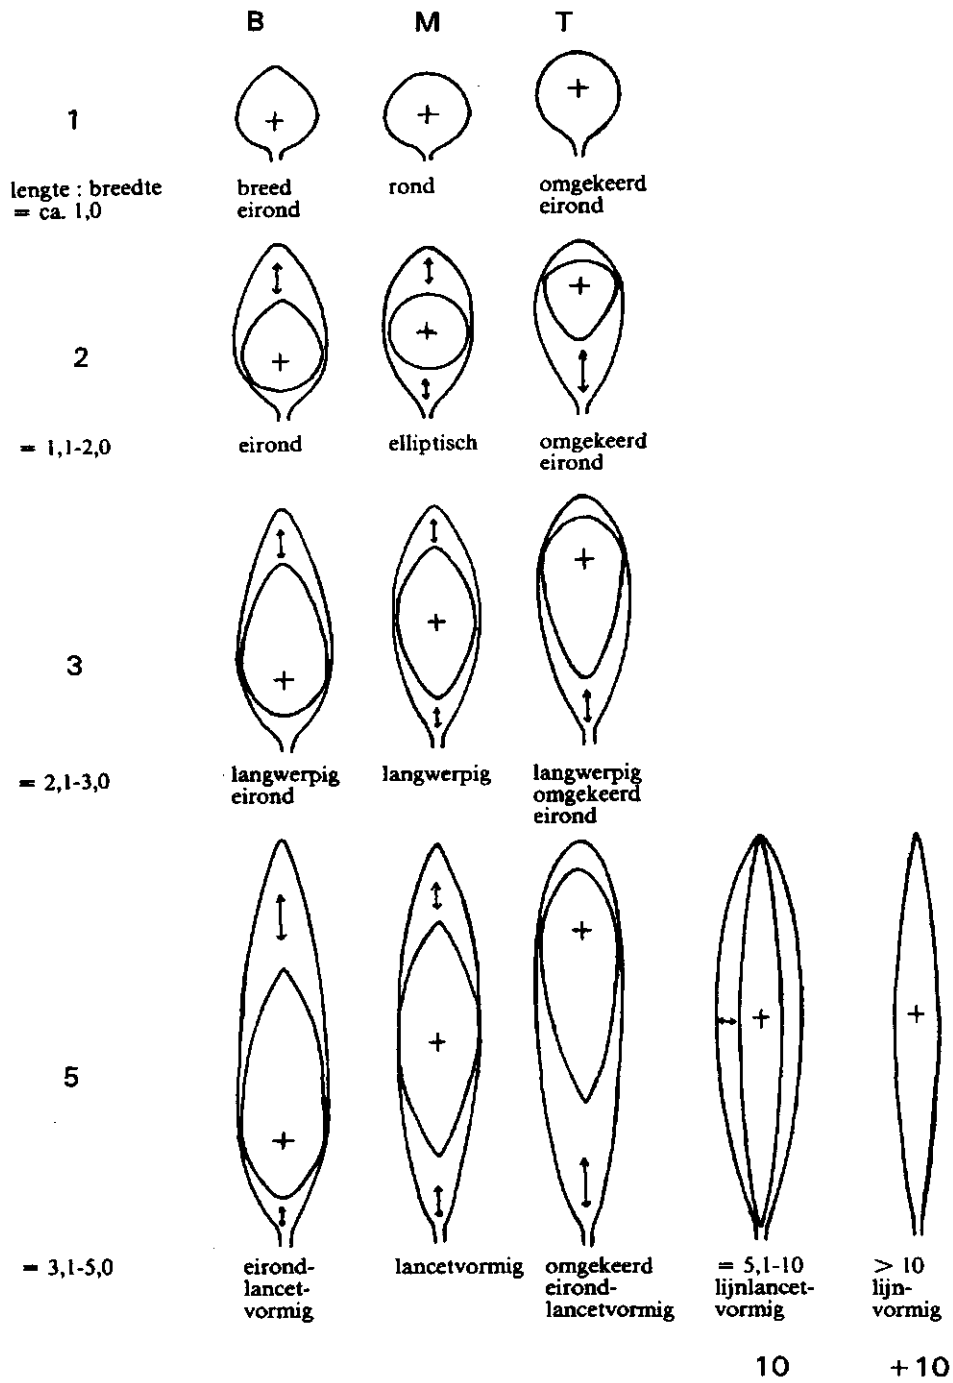 B M T
1
lengte : breedte
= ca. 1,0
breed
eirond
rond
omgekeerd
eirond
2
= 1,1-2,0
eirond
elliptisch
omgekeerd
eirond
3
= 2,1-3,0
langwerpig
eirond
langwerpig
langwerpig
omgekeerd
eirond
5
= 3,1-5,0
eirond-
lancet-
vormig
lancetvormig
omgekeerd
eirond-
lancetvormig
= 5,1-10
lijnlancet-
vormig
> 10
lijn-
vormig
10 +10